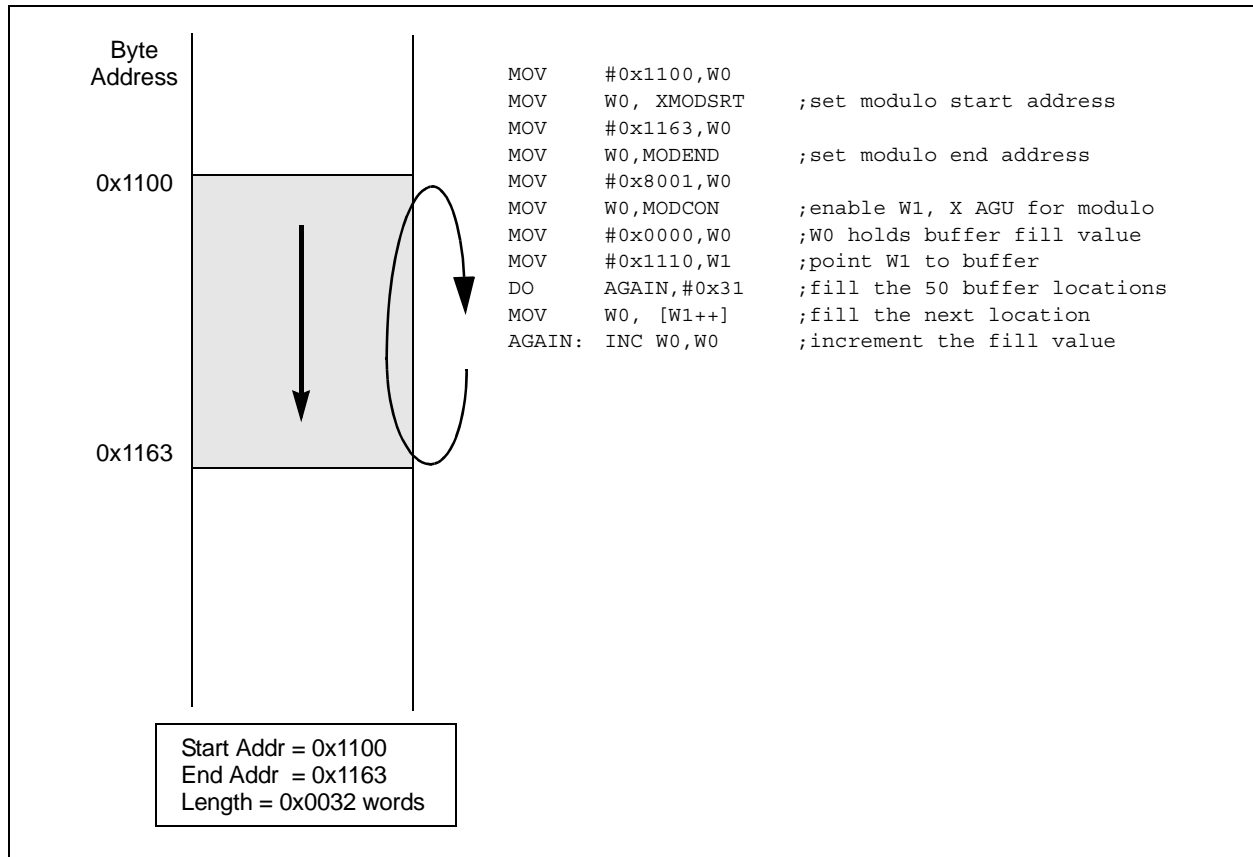 Byte
Address
0x1100
0x1163
MOV #0x1100,W0
MOV W0, XMODSRT ;set modulo start address
MOV #0x1163,W0
MOV W0,MODEND ;set modulo end address
MOV #0x8001,W0
MOV W0,MODCON ;enable W1, X AGU for modulo
MOV #0x0000,W0 ;W0 holds buffer fill value
MOV #0x1110,W1 ;point W1 to buffer
DO AGAIN,#0x31 ;fill the 50 buffer locations
MOV W0, [W1++] ;fill the next location
AGAIN: INC W0,W0 ;increment the fill value
Start Addr = 0x1100
End Addr = 0x1163
Length = 0x0032 words